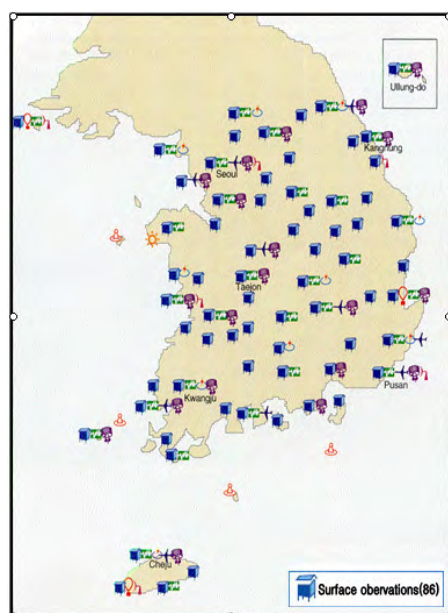 Ullung-do
Kangnung
Seoul
Taejon
Kwangju
Pusan
Cheju
Surface obervations(86)